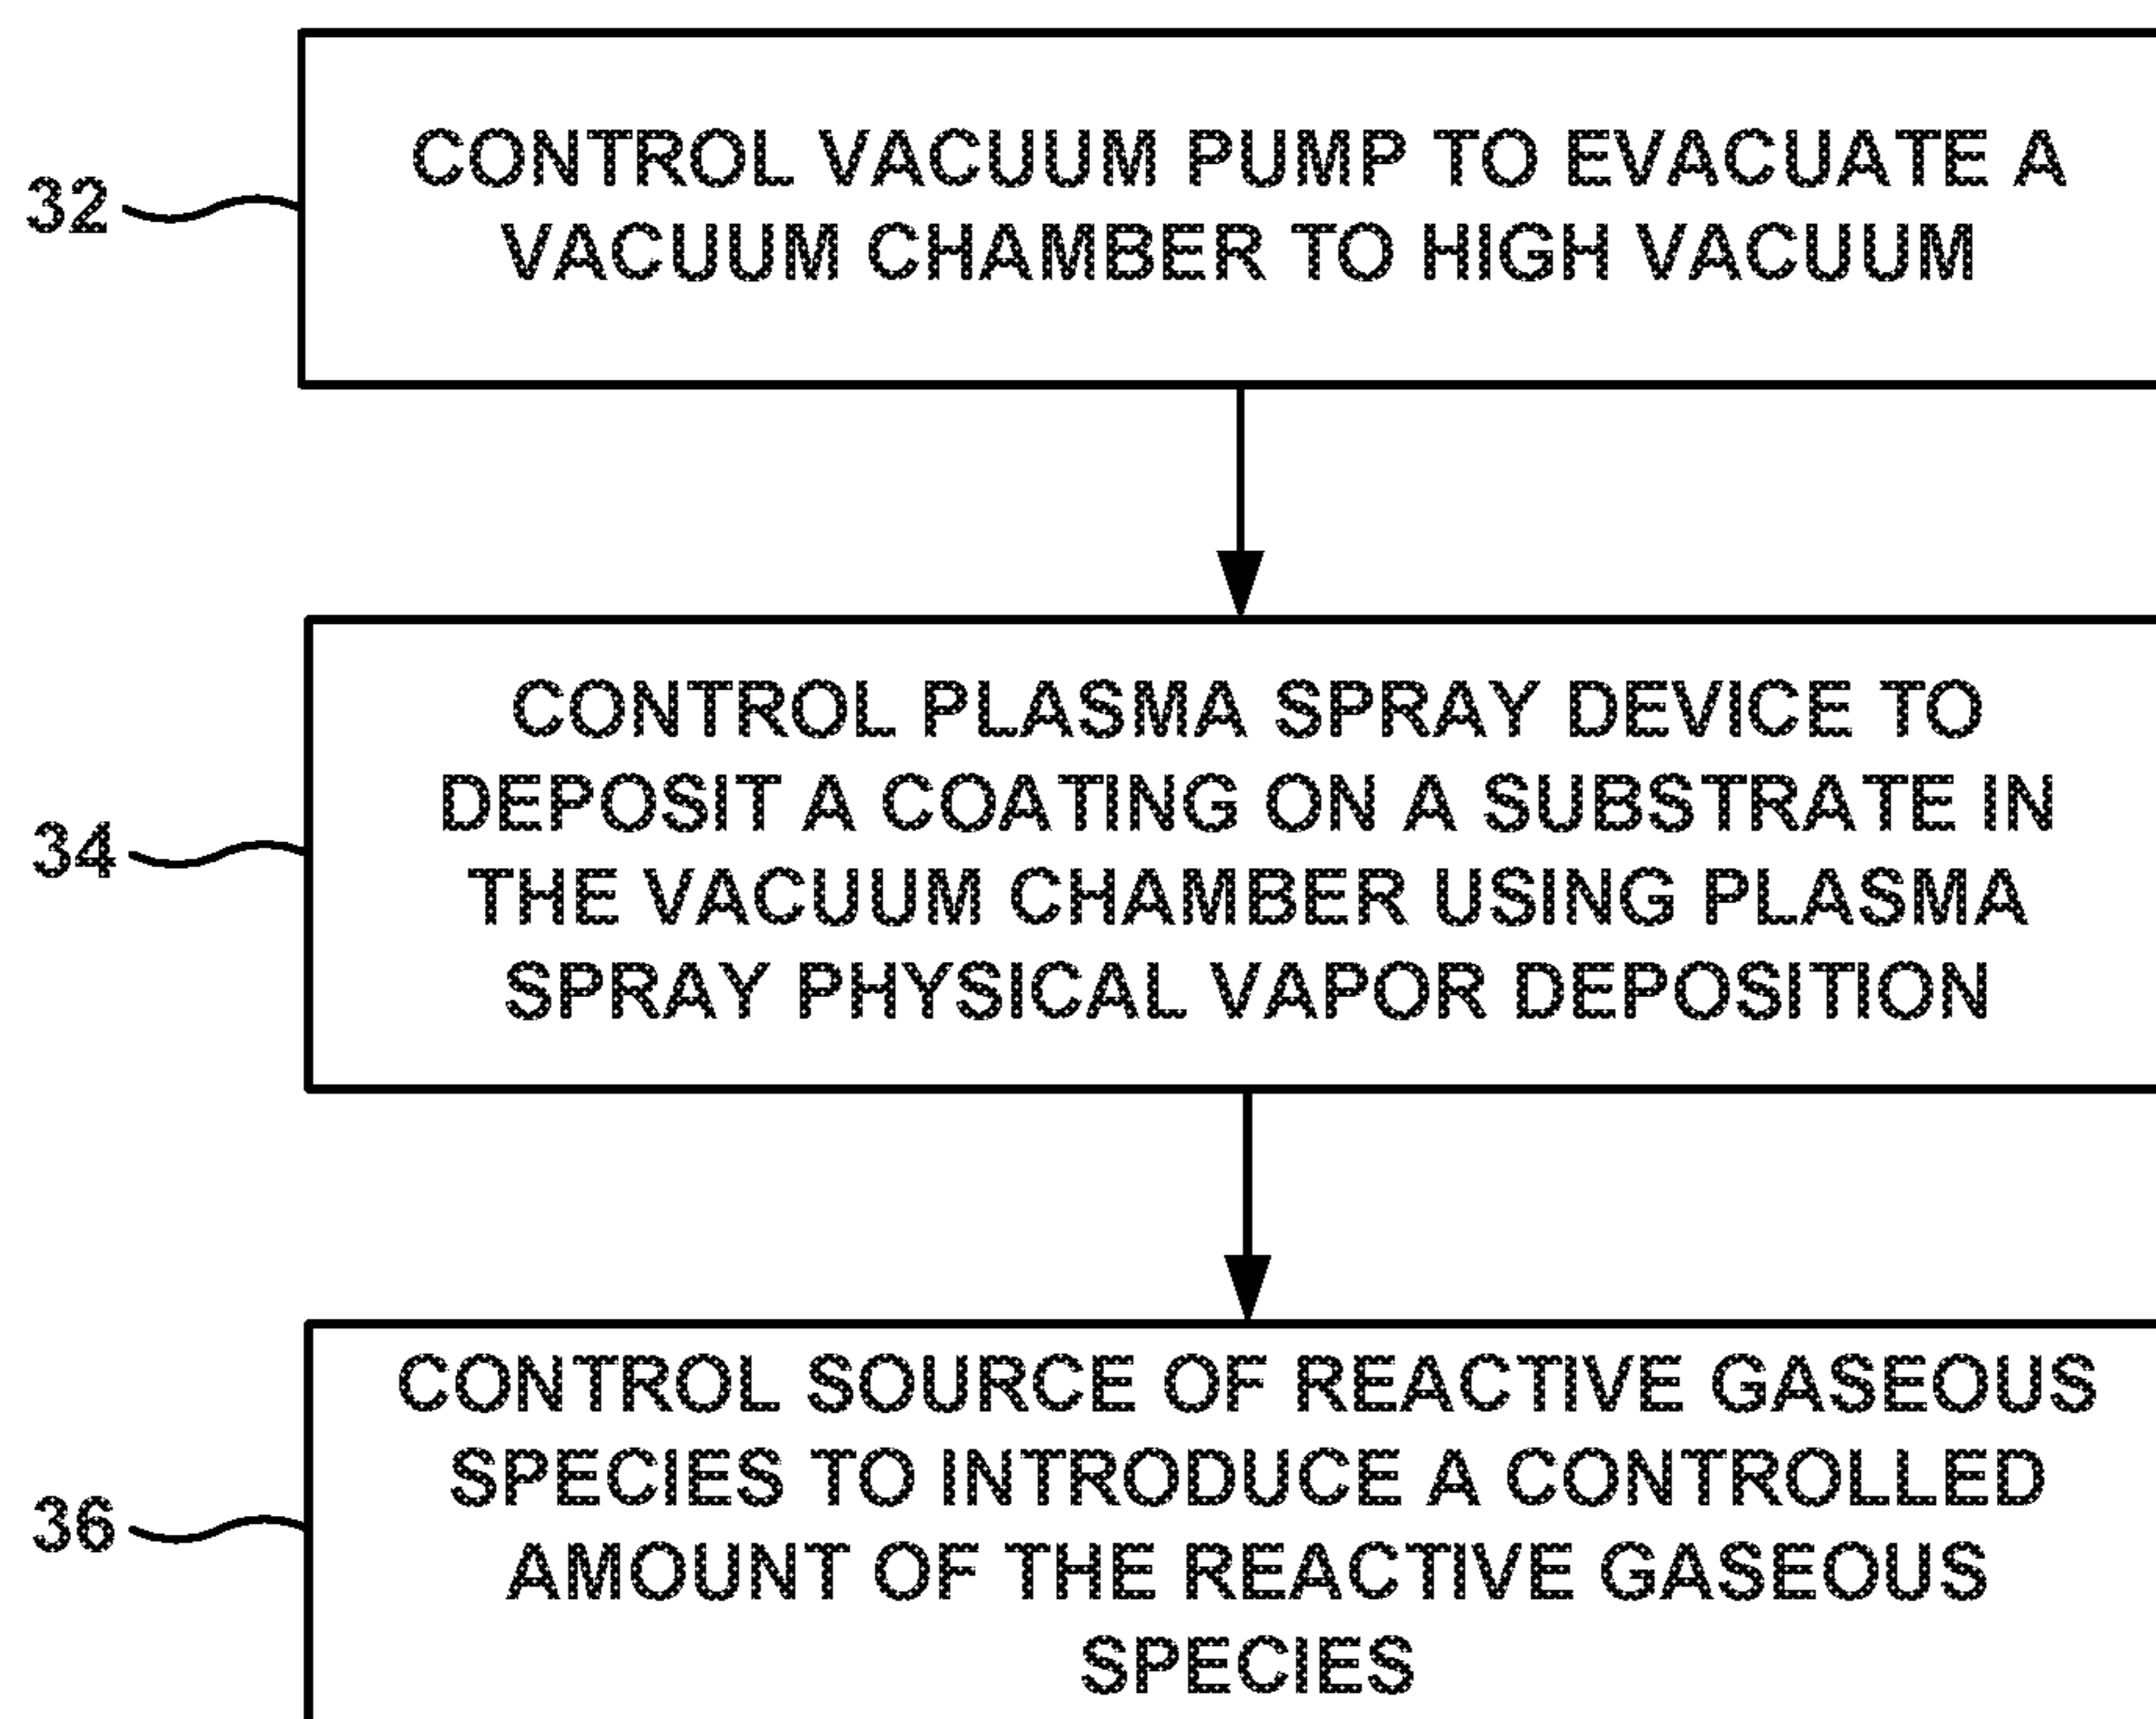 32
CONTROL VACUUM PUMP TO EVACUATE A
VACUUM CHAMBER TO HIGH VACUUM
34
CONTROL PLASMA SPRAY DEVICE TO
DEPOSIT A COATING ON A SUBSTRATE IN
THE VACUUM CHAMBER USING PLASMA
SPRAY PHYSICAL VAPOR DEPOSITION
36
CONTROL SOURCE OF REACTIVE GASEOUS
SPECIES TO INTRODUCE A CONTROLLED
AMOUNT OF THE REACTIVE GASEOUS
SPECIES